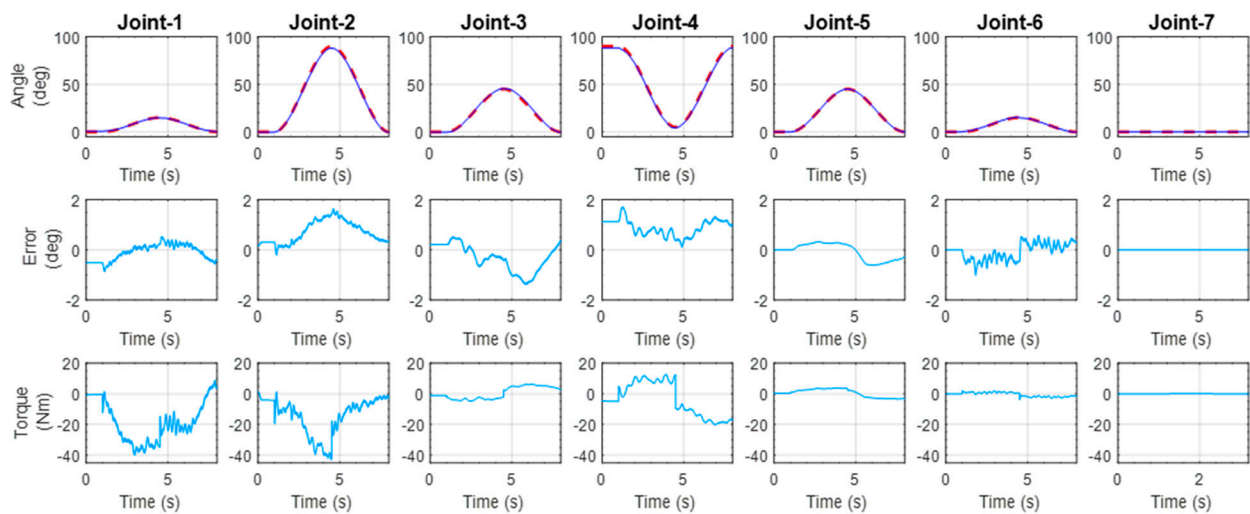 Joint-1 Joint-2 Joint-3 Joint-4 Joint-5 Joint-6 Joint-7
Angle
(deg)
100 100 100 100 100 100 100
50 50 50 50 50 50 50
0 0 0 0 0 0 0
0 5 0 5 0 5 0 5 0 5 0 5 0 5
Time (s) Time (s) Time (s) Time (s) Time (s) Time (s) Time (s)
Error
(deg)
2 2 2 2 2 2 2
0 0 0 0 0 0 0
-2 -2 -2 -2 -2 -2 -2
0 5 0 5 0 5 0 5 0 5 0 5 0 5
Time (s) Time (s) Time (s) Time (s) Time (s) Time (s) Time (s)
Torque
(Nm)
20 20 20 20 20 20 20
0 0 0 0 0 0 0
-20 -20 -20 -20 -20 -20 -20
-40 -40 -40 -40 -40 -40 -40
0 5 0 5 0 5 0 5 0 5 0 5 0 2
Time (s) Time (s) Time (s) Time (s) Time (s) Time (s) Time (s)